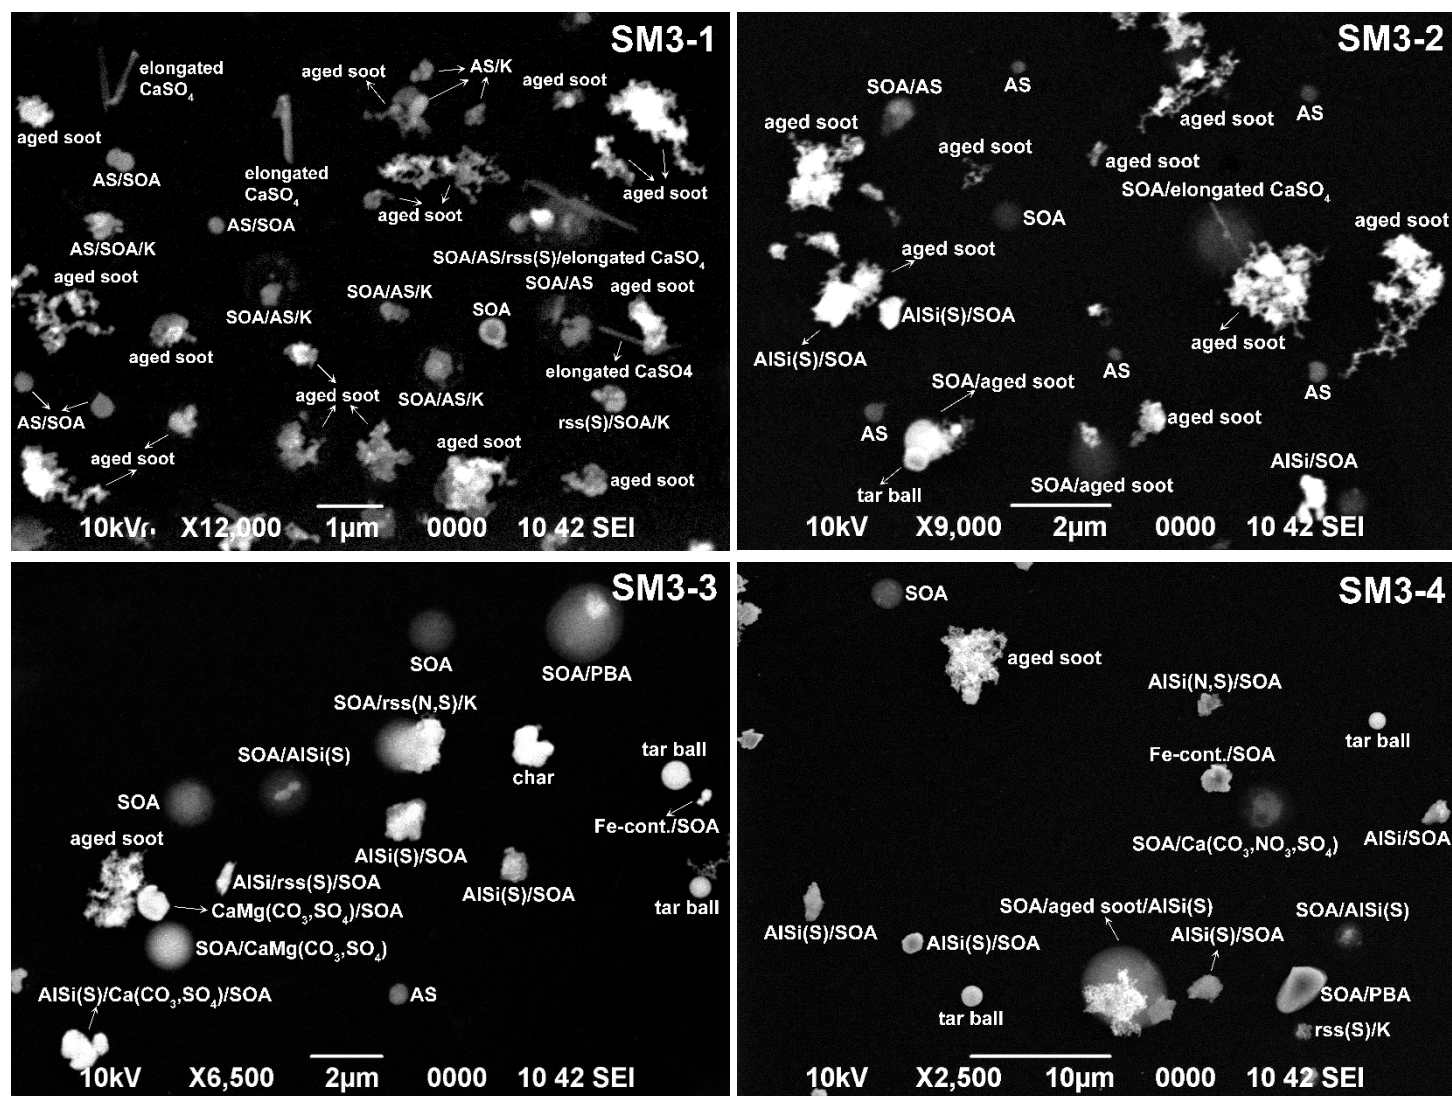 SM3-1
elongated
CaSO₄
aged soot
AS/K
aged soot
aged soot
AS/SOA
elongated
CaSO₄
aged soot
aged soot
AS/SOA/K
AS/SOA
SOA/AS/rss(S)/elongated CaSO₄
aged soot
SOA/AS/K
SOA/AS/K
SOA
SOA/AS
aged soot
aged soot
elongated CaSO4
AS/SOA
aged soot
SOA/AS/K
rss(S)/SOA/K
aged soot
aged soot
aged soot
10kV X12,000 1µm 0000 10 42 SEI
SM3-2
SOA/AS
AS
AS
aged soot
aged soot
aged soot
aged soot
SOA/elongated CaSO₄
SOA
aged soot
aged soot
AlSi(S)/SOA
AlSi(S)/SOA
aged soot
SOA/aged soot
AS
AS
AS
aged soot
tar ball
SOA/aged soot
AlSi/SOA
10kV X9,000 2µm 0000 10 42 SEI
SM3-3
SOA
SOA/PBA
SOA/rss(N,S)/K
SOA/AlSi(S)
char
tar ball
SOA
Fe-cont./SOA
aged soot
AlSi(S)/SOA
AlSi/rss(S)/SOA
AlSi(S)/SOA
CaMg(CO₃,SO₄)/SOA
tar ball
SOA/CaMg(CO₃,SO₄)
AlSi(S)/Ca(CO₃,SO₄)/SOA
AS
10kV X6,500 2µm 0000 10 42 SEI
SM3-4
SOA
aged soot
AlSi(N,S)/SOA
tar ball
Fe-cont./SOA
SOA/Ca(CO₃,NO₃,SO₄)
AlSi/SOA
SOA/aged soot/AlSi(S)
SOA/AlSi(S)
AlSi(S)/SOA
AlSi(S)/SOA
AlSi(S)/SOA
SOA/PBA
tar ball
rss(S)/K
10kV X2,500 10µm 0000 10 42 SEI